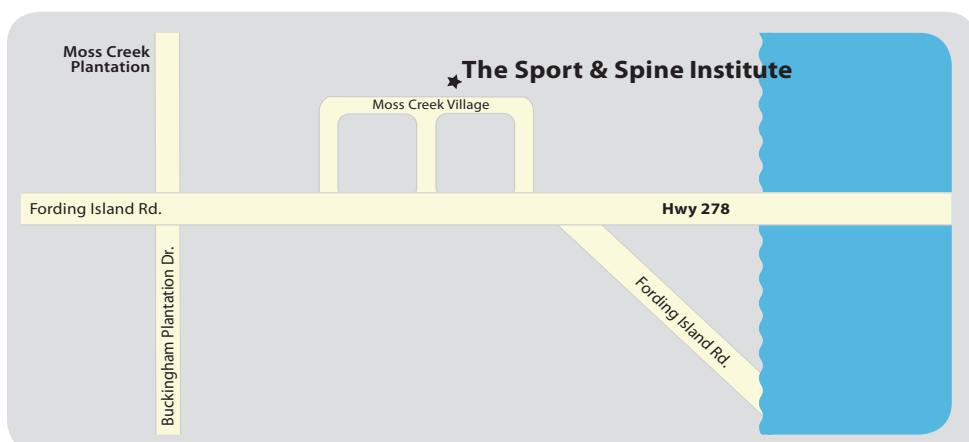 Moss Creek
Plantation
The Sport & Spine Institute
Moss Creek Village
Fording Island Rd.
Hwy 278
Buckingham Plantation Dr.
Fording Island Rd.